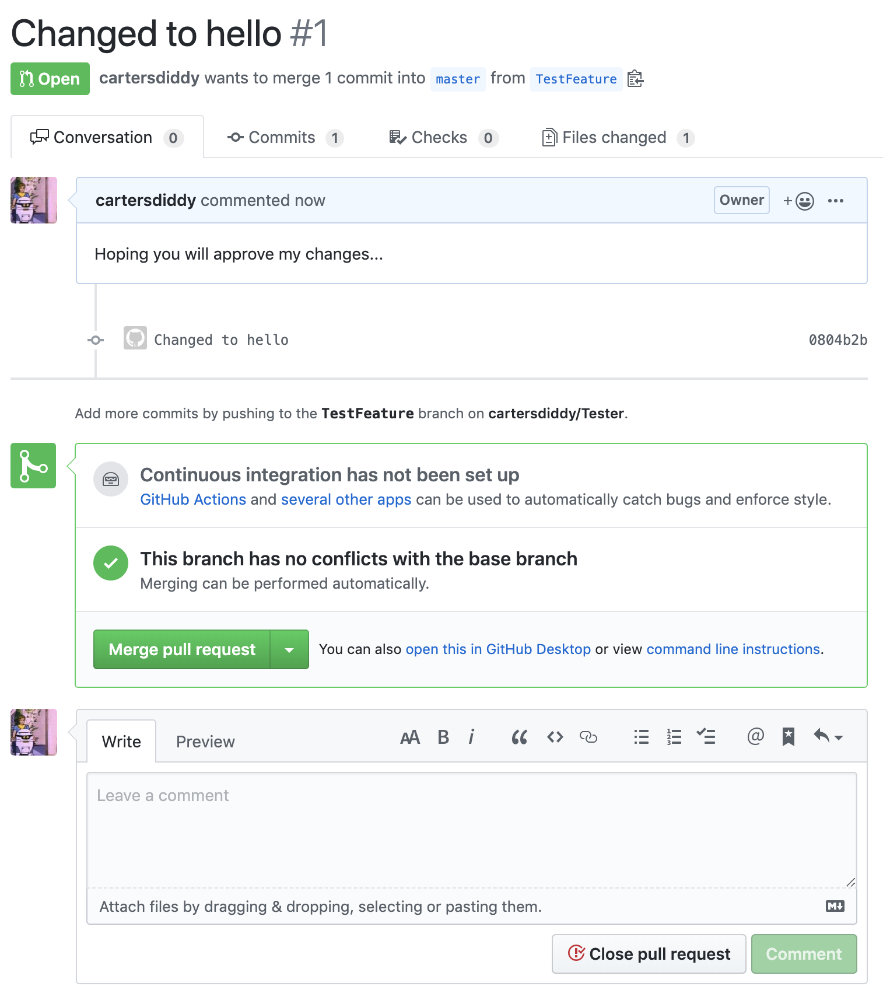 Changed to hello #1
Open cartersdiddy wants to merge 1 commit into master from TestFeature
Conversation 0 Commits 1 Checks 0 Files changed 1
cartersdiddy commented now Owner
Hoping you will approve my changes...
Changed to hello 0804b2b
Add more commits by pushing to the TestFeature branch on cartersdiddy/Tester.
Continuous integration has not been set up
GitHub Actions and several other apps can be used to automatically catch bugs and enforce style.
This branch has no conflicts with the base branch
Merging can be performed automatically.
Merge pull request You can also open this in GitHub Desktop or view command line instructions.
Write Preview
Leave a comment
Attach files by dragging & dropping, selecting or pasting them.
Close pull request Comment